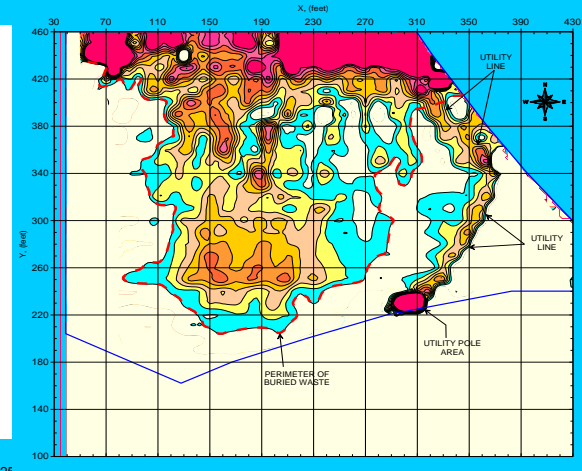 X, (feet)
30 70 110 150 190 230 270 310 350 390 430
460
420
380
340
300
260
220
180
140
100
Y, (feet)
UTILITY
LINE
N
W E
S
UTILITY
LINE
UTILITY POLE
AREA
PERIMETER OF
BURIED WASTE